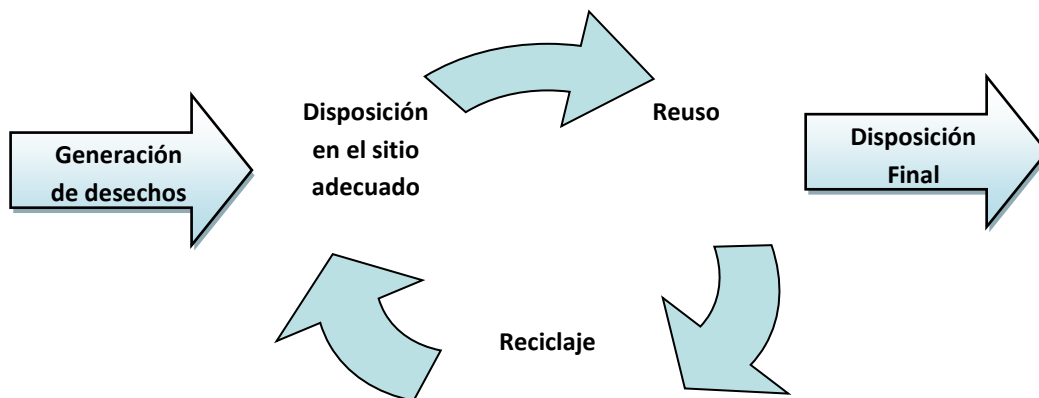 Generación
de desechos
Disposición
en el sitio
adecuado
Reuso
Disposición
Final
Reciclaje